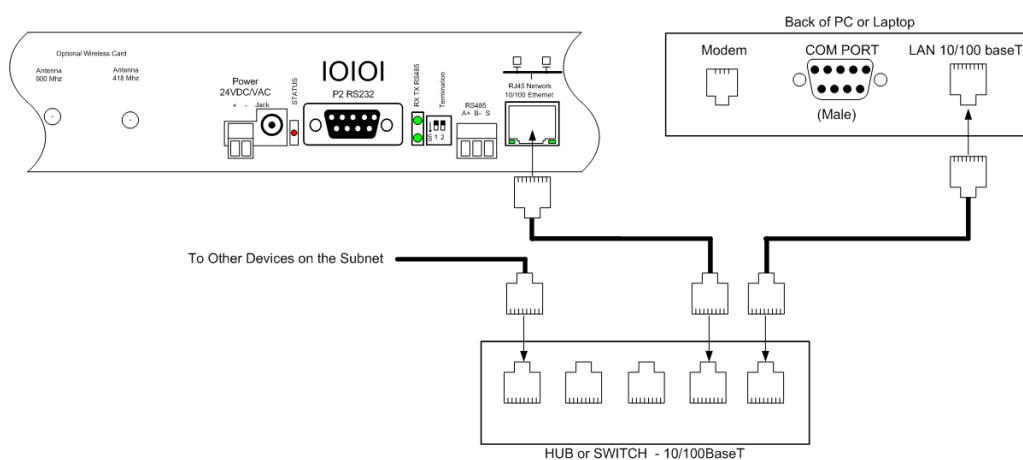 Optional Wireless Card
Antenna
900 Mhz
Antenna
418 Mhz
Power
24VDC/VAC
+ - Jack
STATUS
IOIOI
P2 RS232
RX TX RS485
Termination
on
1 2
RS485
A+ B- S
RJ45 Network
10/100 Ethernet
Back of PC or Laptop
Modem
COM PORT
(Male)
LAN 10/100 baseT
To Other Devices on the Subnet
HUB or SWITCH - 10/100BaseT